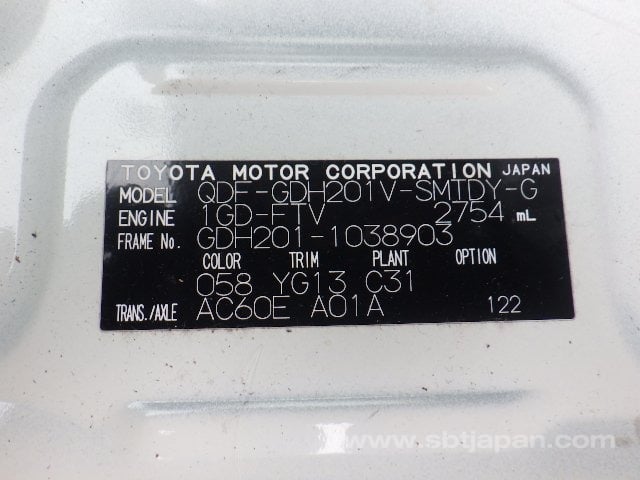 TOYOTA MOTOR CORPORATION JAPAN
MODEL QDF-GDH201V-SMTDY-G
ENGINE 1GD-FTV 2754 mL
FRAME No. GDH201-1038903
COLOR TRIM PLANT OPTION
058 YG13 C31
TRANS./AXLE AC60E A01A 122
www.sbtjapan.com